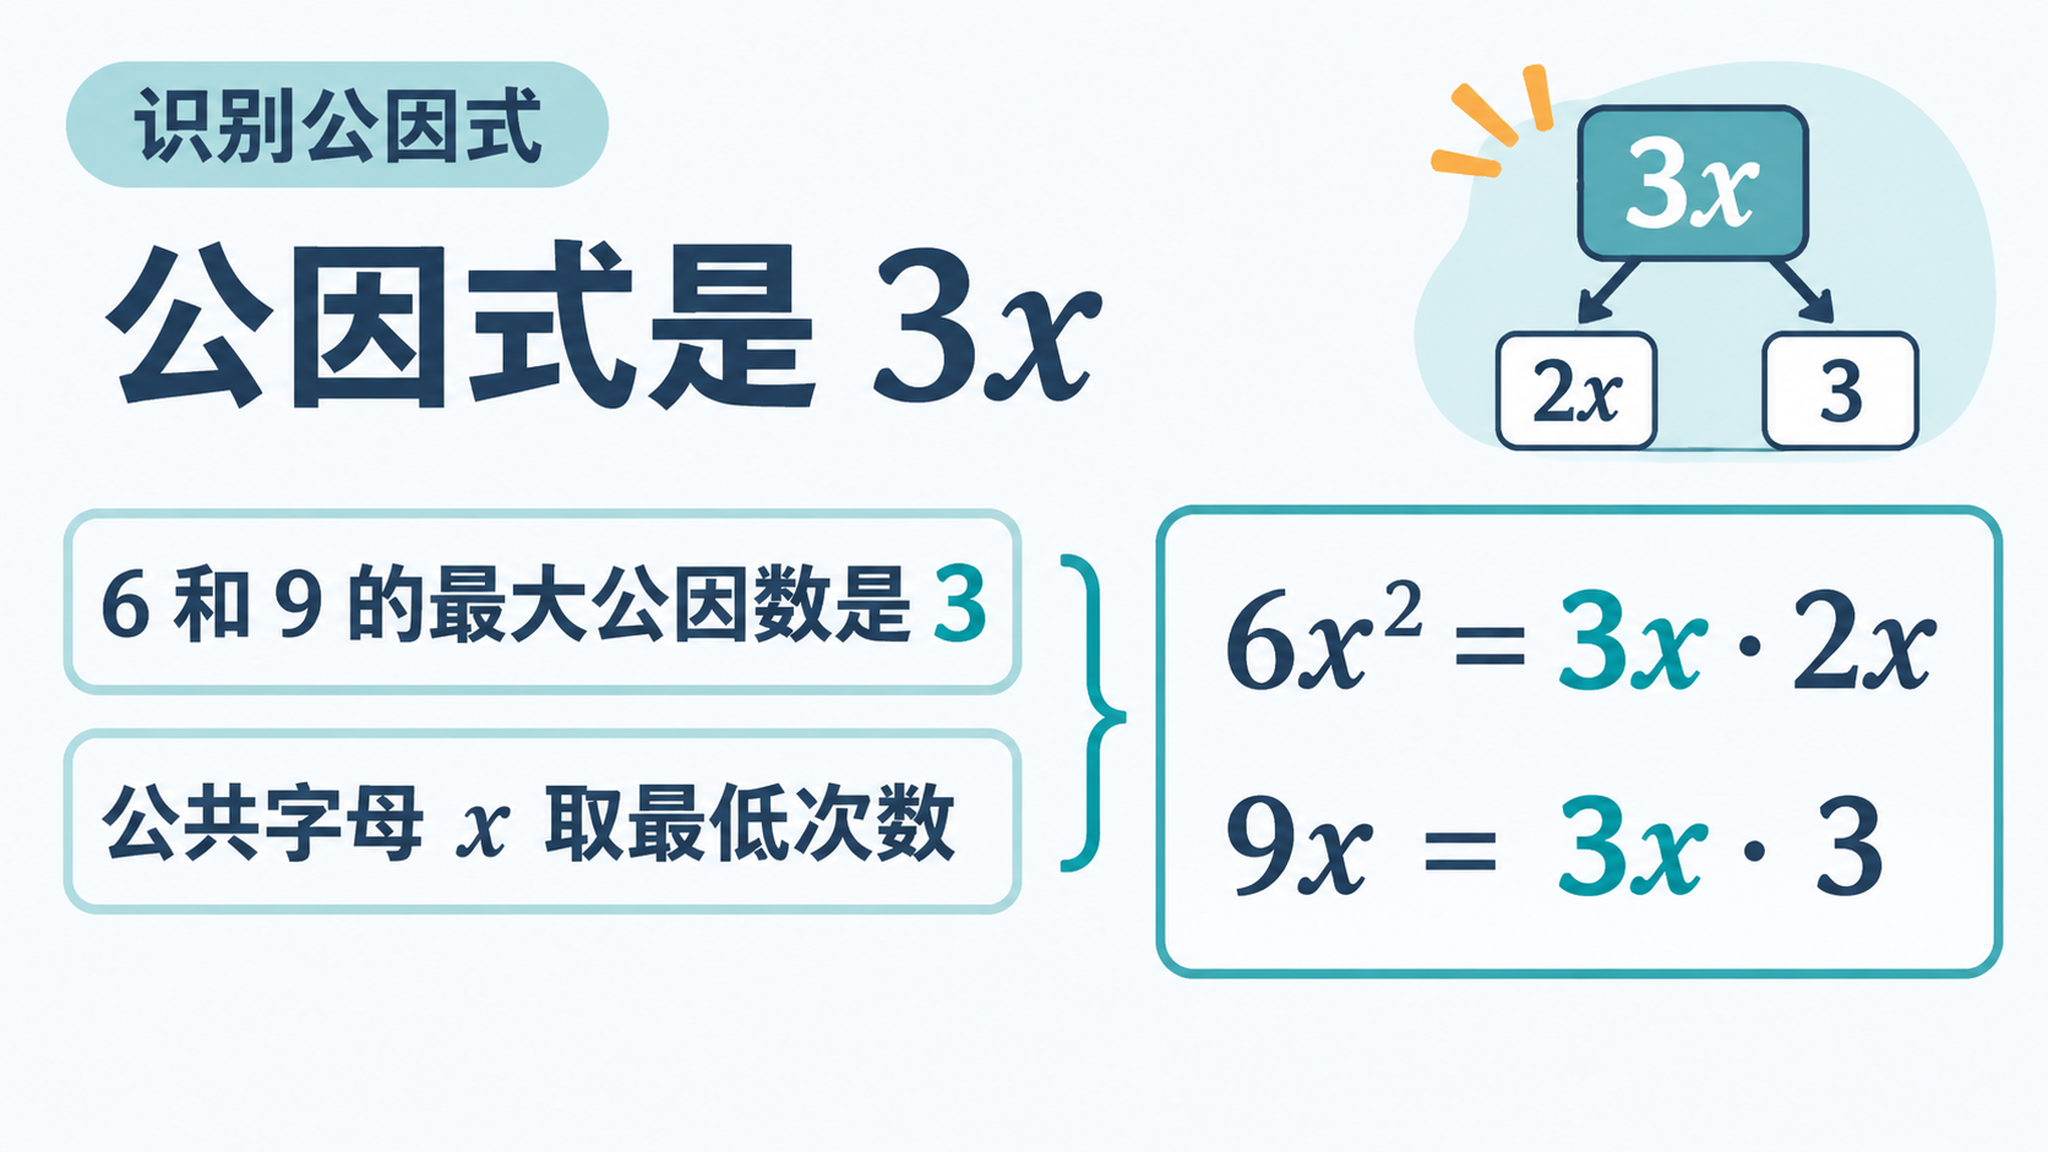 识别公因式
公因式是 3x
3x
2x
3
6 和 9 的最大公因数是 3
公共字母 x 取最低次数
6x² = 3x · 2x
9x = 3x · 3